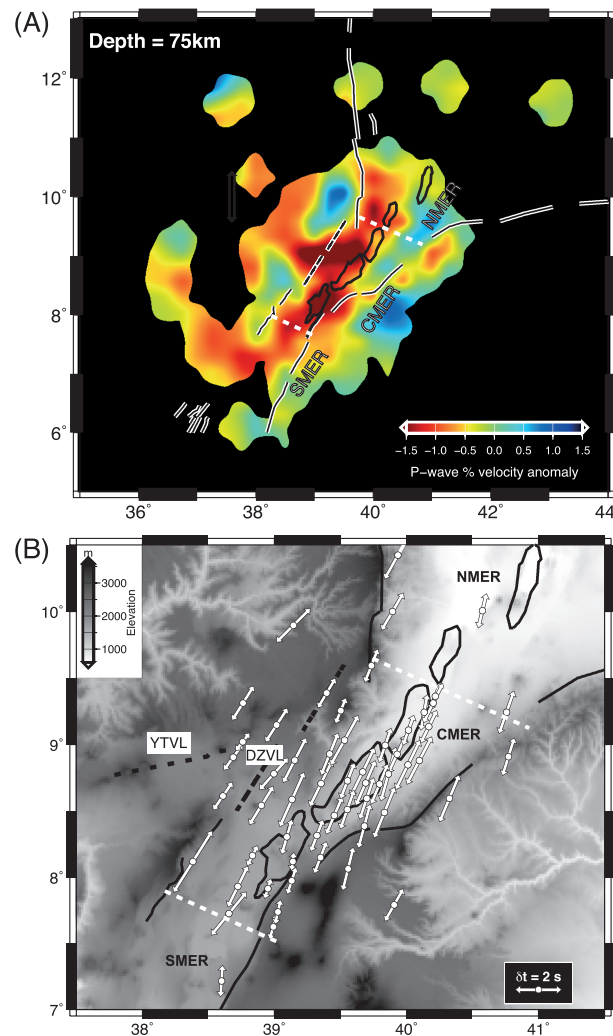 (A)
Depth = 75km
12°
10°
8°
6°
NMER
CMER
SMER
−1.5 −1.0 −0.5 0.0 0.5 1.0 1.5
P-wave % velocity anomaly
36 38 40 42 44
(B)
m
3000
2000
1000
Elevation
10°
9°
8°
7°
NMER
CMER
YTVL
DZVL
SMER
δt = 2 s
38° 39° 40° 41°